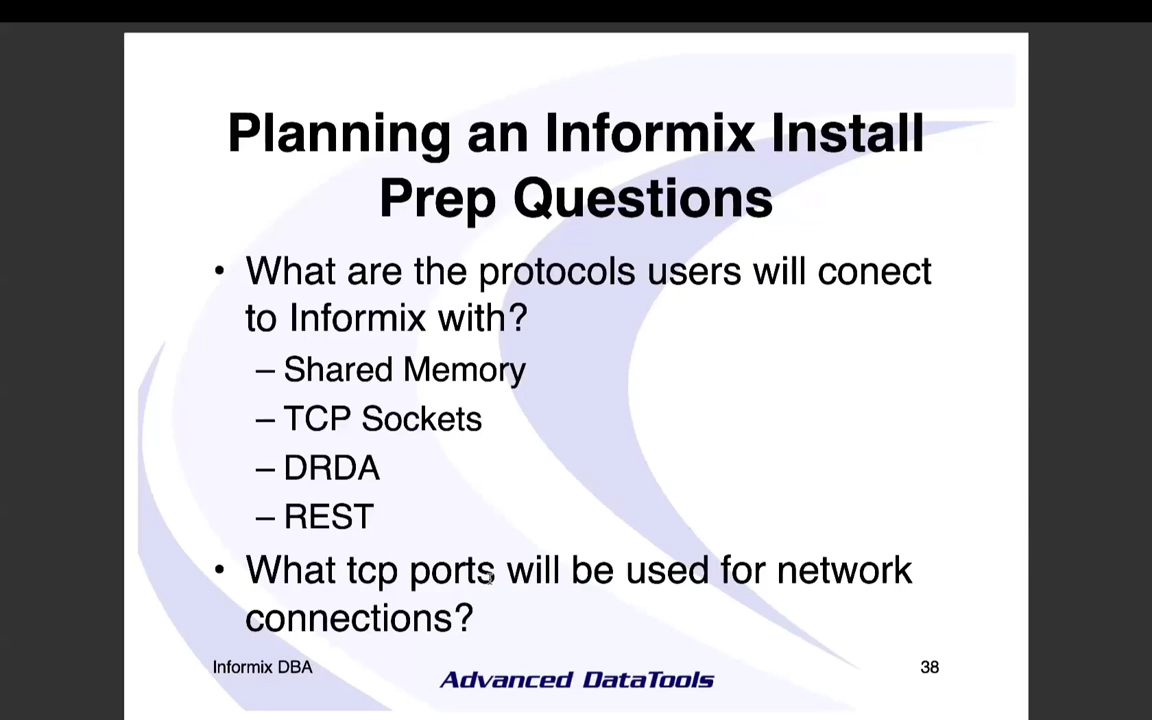 Planning an Informix Install
Prep Questions
• What are the protocols users will conect
to Informix with?
– Shared Memory
– TCP Sockets
– DRDA
– REST
• What tcp ports will be used for network
connections?
Informix DBA
Advanced DataTools
38